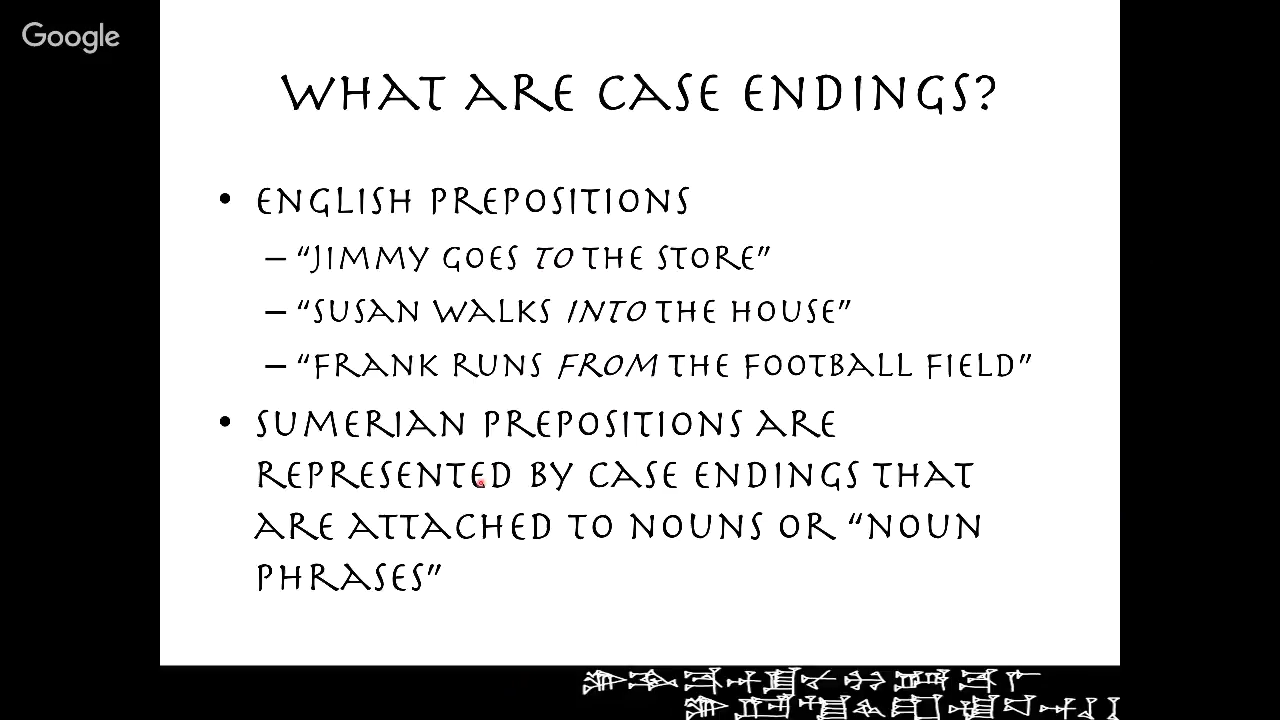 Google
WHAT ARE CASE ENDINGS?
• ENGLISH PREPOSITIONS
– “JIMMY GOES TO THE STORE”
– “SUSAN WALKS INTO THE HOUSE”
– “FRANK RUNS FROM THE FOOTBALL FIELD”
• SUMERIAN PREPOSITIONS ARE
REPRESENTED BY CASE ENDINGS THAT
ARE ATTACHED TO NOUNS OR “NOUN
PHRASES”